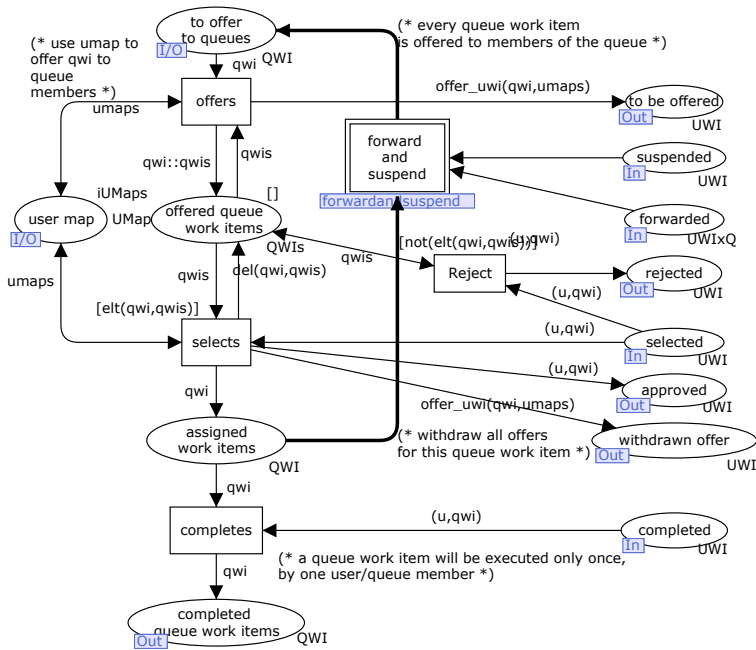 to offer
to queues
I/O
QWI
(* every queue work item
is offered to members of the queue *)
(* use umap to
offer qwi to
queue
members *)
qwi
umaps
offers
offer_uwi(qwi,umaps)
to be offered
Out
UWI
forward
and
suspend
forwardandsuspend
suspended
In
UWI
qwi::qwis
qwis
iUMaps
UMap
user map
I/O
[]
offered queue
work items
QWIs
forwarded
In
UWIxQ
[not(elt(qwi,qwis))]
(u,qwi)
qwis
Reject
rejected
Out
UWI
umaps
qwis
del(qwi,qwis)
(u,qwi)
[elt(qwi,qwis)]
selects
(u,qwi)
selected
In
UWI
(u,qwi)
approved
Out
UWI
qwi
offer_uwi(qwi,umaps)
assigned
work items
QWI
(* withdraw all offers
for this queue work item *)
withdrawn offer
Out
UWI
qwi
completes
(u,qwi)
completed
In
UWI
(* a queue work item will be executed only once,
by one user/queue member *)
qwi
completed
queue work items
Out
QWI